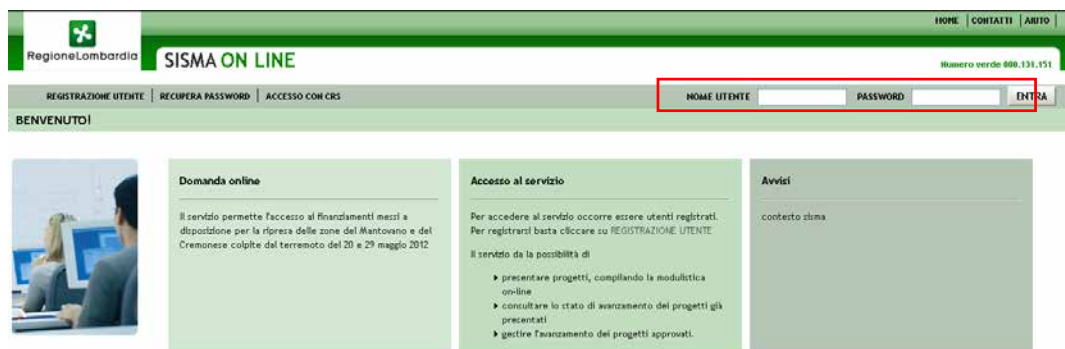 HOME | CONTATTI | AIUTO |
RegioneLombardia
SISMA ON LINE
Numero verde 800.131.151
REGISTRAZIONE UTENTE | RECUPERA PASSWORD | ACCESSO CON CRS
NOME UTENTE PASSWORD ENTRA
BENVENUTO!
Domanda online
Il servizio permette l'accesso ai finanziamenti messi a
disposizione per la ripresa delle zone del Mantovano e del
Cremonese colpite dal terremoto del 20 e 29 maggio 2012
Accesso al servizio
Per accedere al servizio occorre essere utenti registrati.
Per registrarsi basta cliccare su REGISTRAZIONE UTENTE
Il servizio da la possibilità di
presentare progetti, compilando la modulistica
on-line
consultare lo stato di avanzamento dei progetti già
presentati
gestire l'avanzamento dei progetti approvati.
Avvisi
contesto sisma